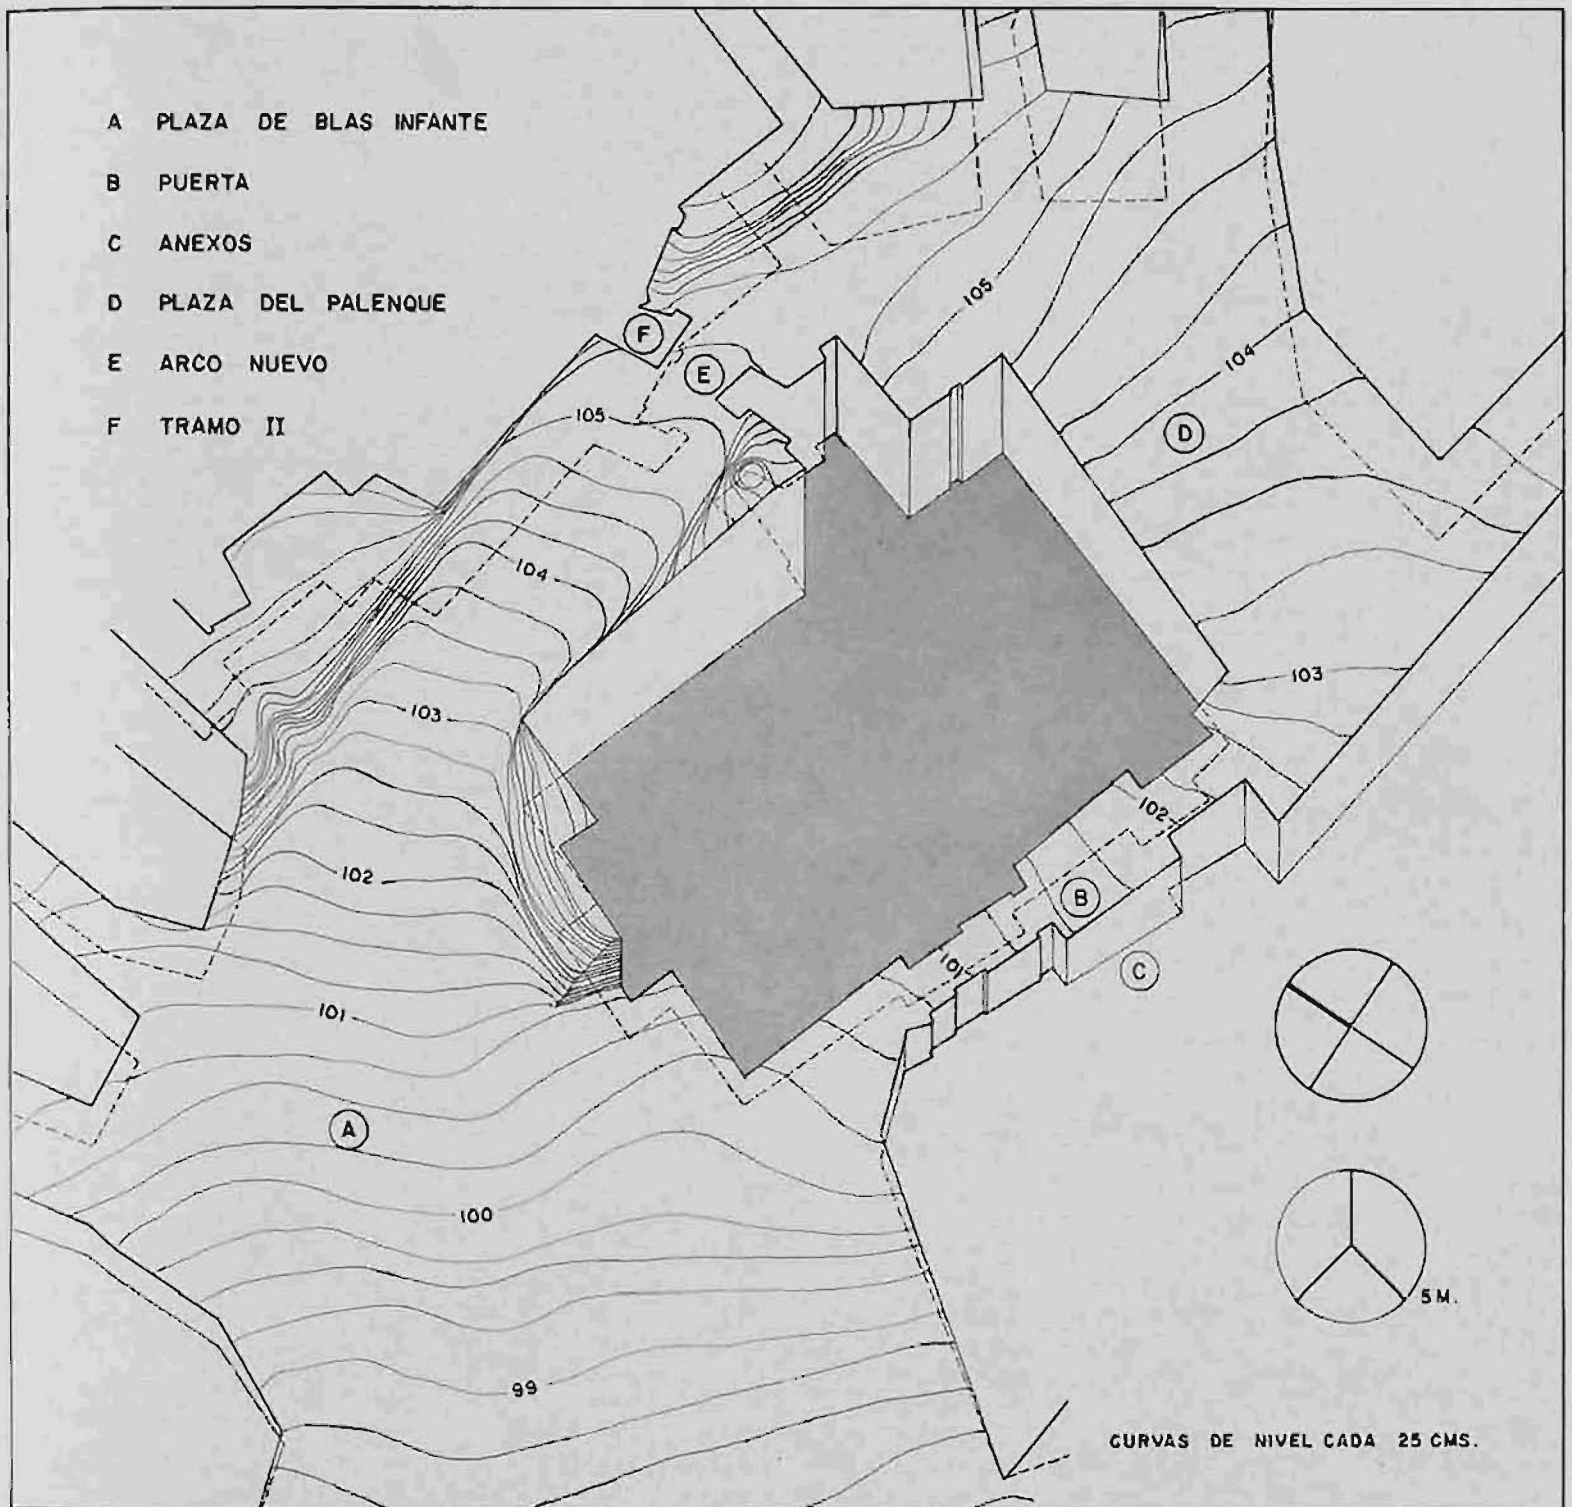 A PLAZA DE BLAS INFANTE
B PUERTA
C ANEXOS
D PLAZA DEL PALENQUE
E ARCO NUEVO
F TRAMO II
105
F
104
E
D
105
104
103
103
102
102
B
101
C
101
A
100
5 M.
99
CURVAS DE NIVEL CADA 25 CMS.